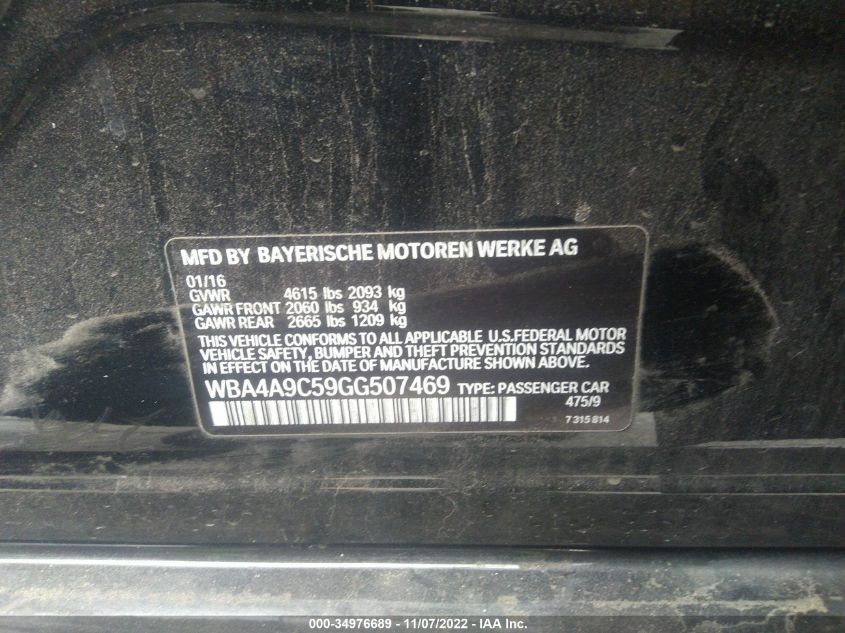 MFD BY BAYERISCHE MOTOREN WERKE AG
01/16
GVWR 4615 lbs 2093 kg
GAWR FRONT 2060 lbs 934 kg
GAWR REAR 2665 lbs 1209 kg
THIS VEHICLE CONFORMS TO ALL APPLICABLE U.S.FEDERAL MOTOR
VEHICLE SAFETY, BUMPER AND THEFT PREVENTION STANDARDS
IN EFFECT ON THE DATE OF MANUFACTURE SHOWN ABOVE.
WBA4A9C59GG507469 TYPE: PASSENGER CAR
475/9
7315814
000-34976689 - 11/07/2022 - IAA Inc.